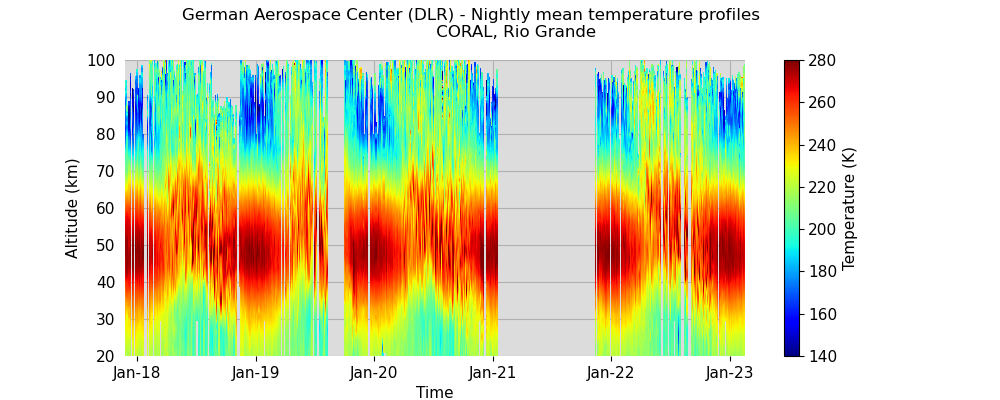 German Aerospace Center (DLR) - Nightly mean temperature profiles
CORAL, Rio Grande
100
90
80
70
60
50
40
30
20
Altitude (km)
Jan-18
Jan-19
Jan-20
Jan-21
Jan-22
Jan-23
Time
280
260
240
220
200
180
160
140
Temperature (K)